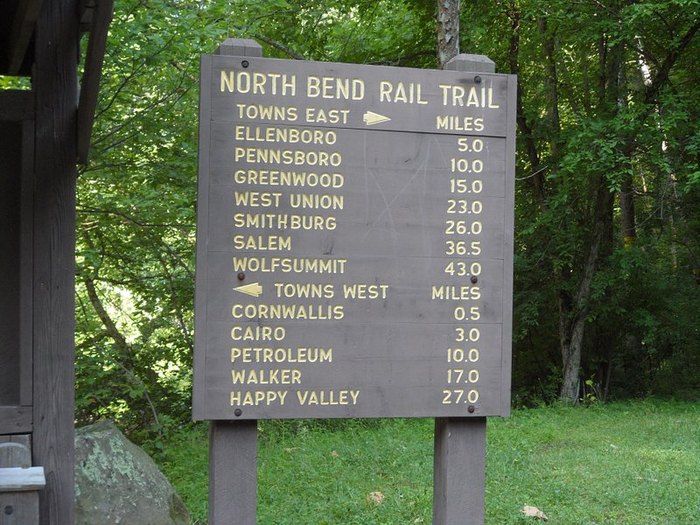 NORTH BEND RAIL TRAIL
TOWNS EAST MILES
ELLENBORO 5.0
PENNSBORO 10.0
GREENWOOD 15.0
WEST UNION 23.0
SMITHBURG 26.0
SALEM 36.5
WOLFSUMMIT 43.0
TOWNS WEST MILES
CORNWALLIS 0.5
CAIRO 3.0
PETROLEUM 10.0
WALKER 17.0
HAPPY VALLEY 27.0